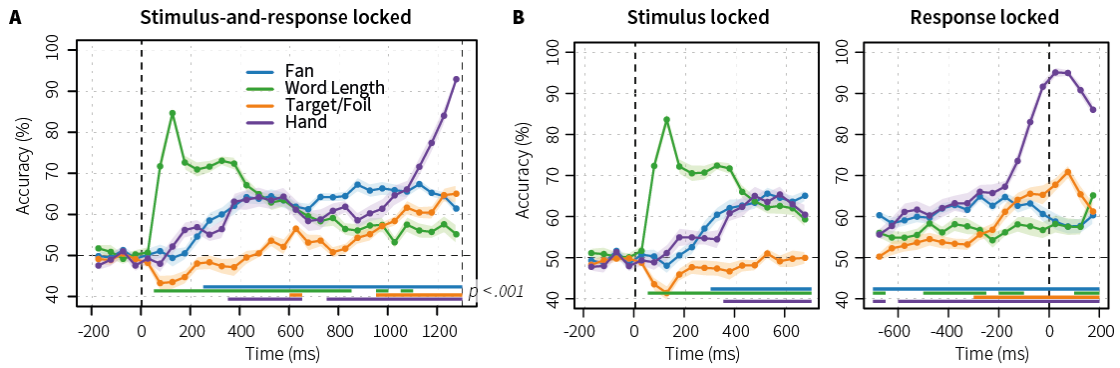 A
Stimulus-and-response locked
Accuracy (%)
100
90
80
70
60
50
40
Fan
Word Length
Target/Foil
Hand
p < .001
-200 0 200 400 600 800 1000 1200
Time (ms)
B
Stimulus locked
Accuracy (%)
100
90
80
70
60
50
40
-200 0 200 400 600
Time (ms)
Response locked
100
90
80
70
60
50
40
-600 -400 -200 0 200
Time (ms)